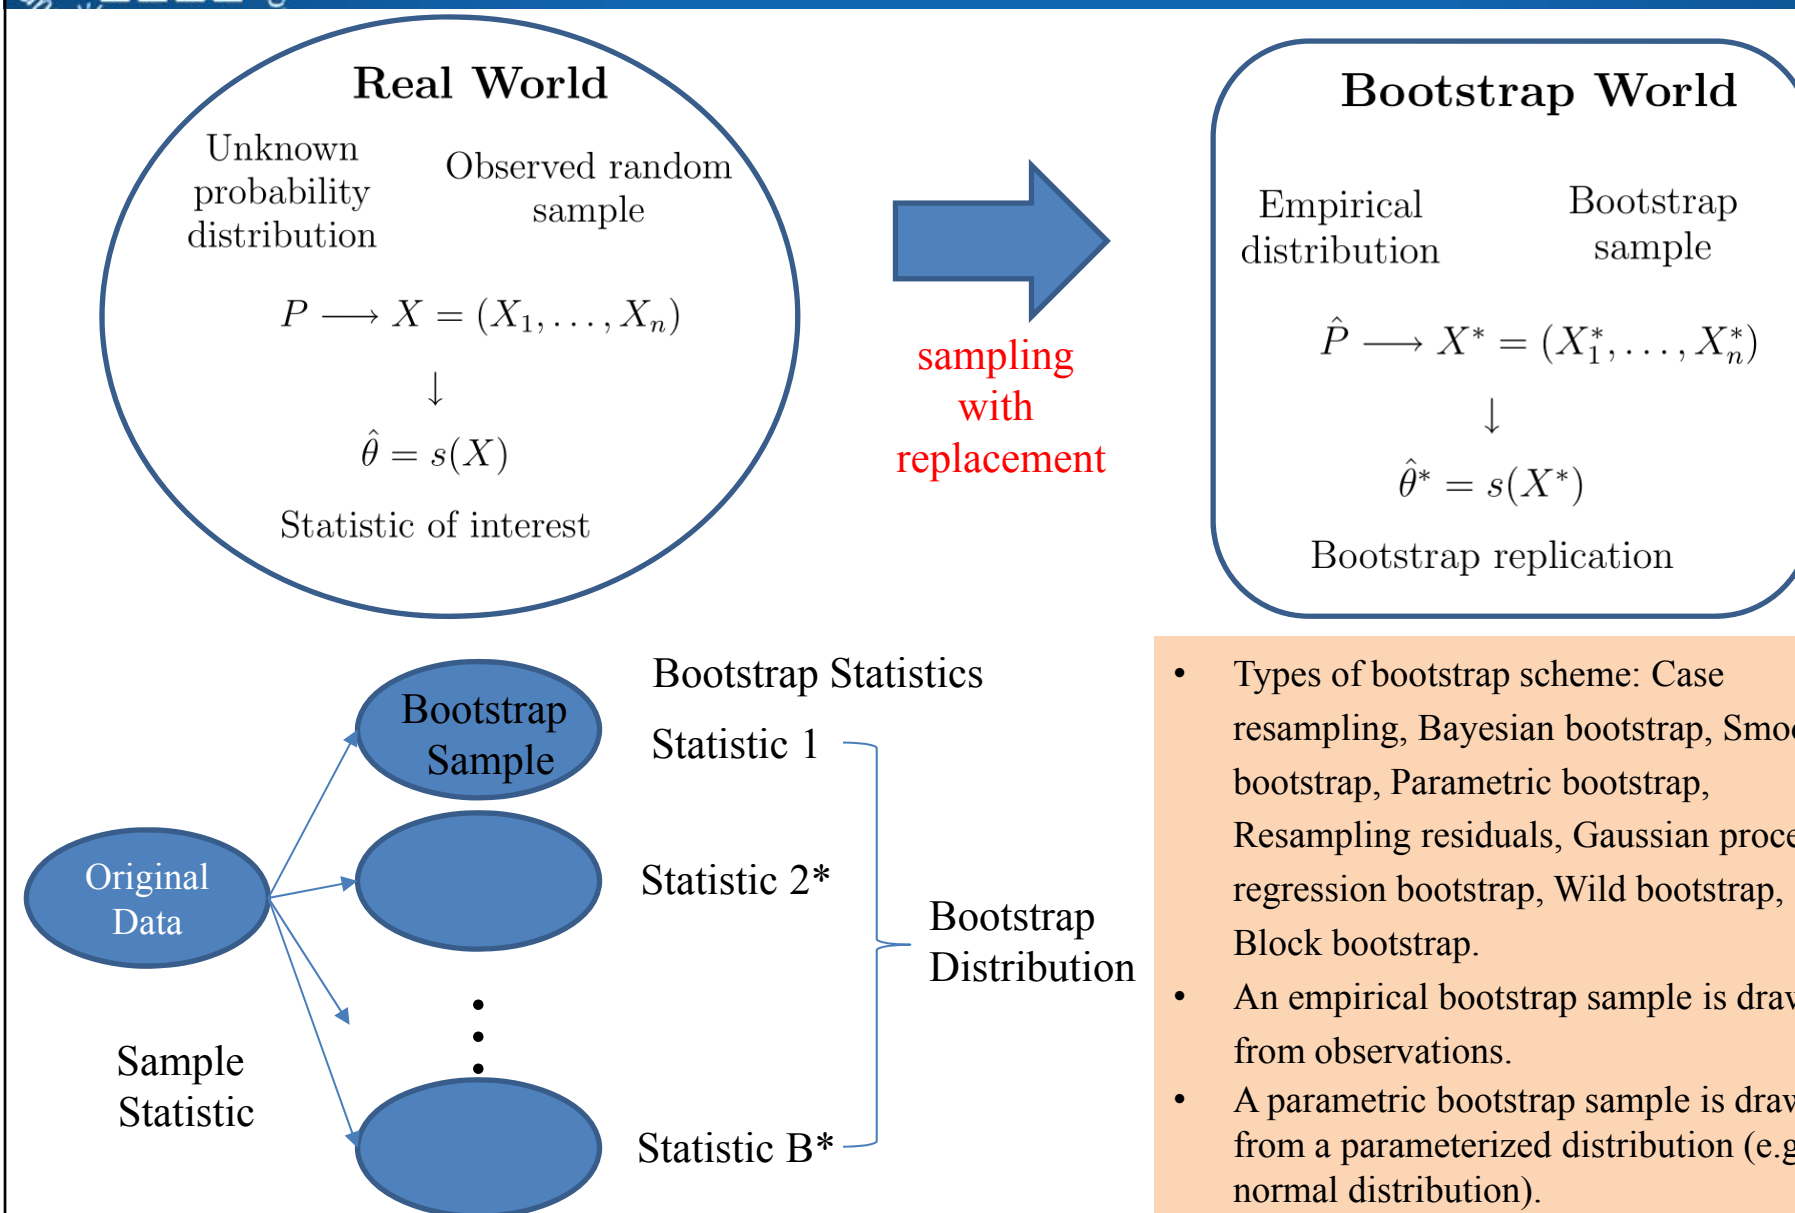 Real World
Unknown
probability
distribution
Observed random
sample
P ⟶ X = (X₁, . . . , Xₙ)
↓
θ̂ = s(X)
Statistic of interest
sampling
with
replacement
Bootstrap World
Empirical
distribution
Bootstrap
sample
P̂ ⟶ X* = (X₁*, . . . , Xₙ*)
↓
θ̂* = s(X*)
Bootstrap replication
Original
Data
Sample
Statistic
Bootstrap
Sample
Bootstrap Statistics
Statistic 1
Statistic 2*
Statistic B*
Bootstrap
Distribution
• Types of bootstrap scheme: Case
resampling, Bayesian bootstrap,
bootstrap, Parametric bootstrap,
Resampling residuals, Gaussian
regression bootstrap, Wild bootstrap,
Block bootstrap.
• An empirical bootstrap sample is
from observations.
• A parametric bootstrap sample is
from a parameterized distribution (e.g
normal distribution).